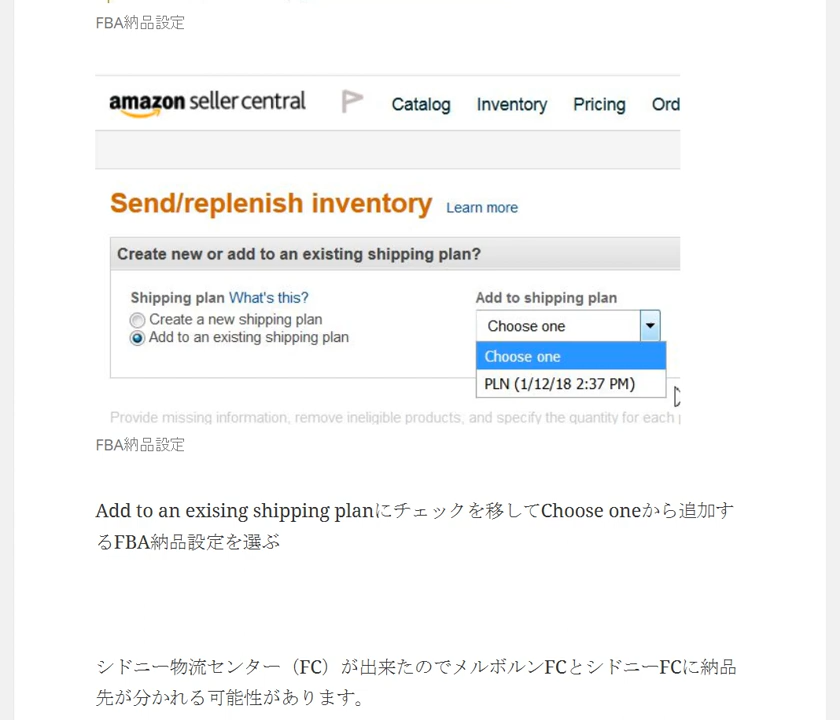 FBA納品設定
amazon seller central
Catalog Inventory Pricing Ord
Send/replenish inventory Learn more
Create new or add to an existing shipping plan?
Shipping plan What's this? Add to shipping plan
Create a new shipping plan Choose one
Add to an existing shipping plan
Choose one
PLN (1/12/18 2:37 PM)
Provide missing information, remove ineligible products, and specify the quantity for each
FBA納品設定
Add to an exising shipping planにチェックを移してChoose oneから追加す
るFBA納品設定を選ぶ
シドニー物流センター（FC）が出来たのでメルボルンFCとシドニーFCに納品
先が分かれる可能性があります。